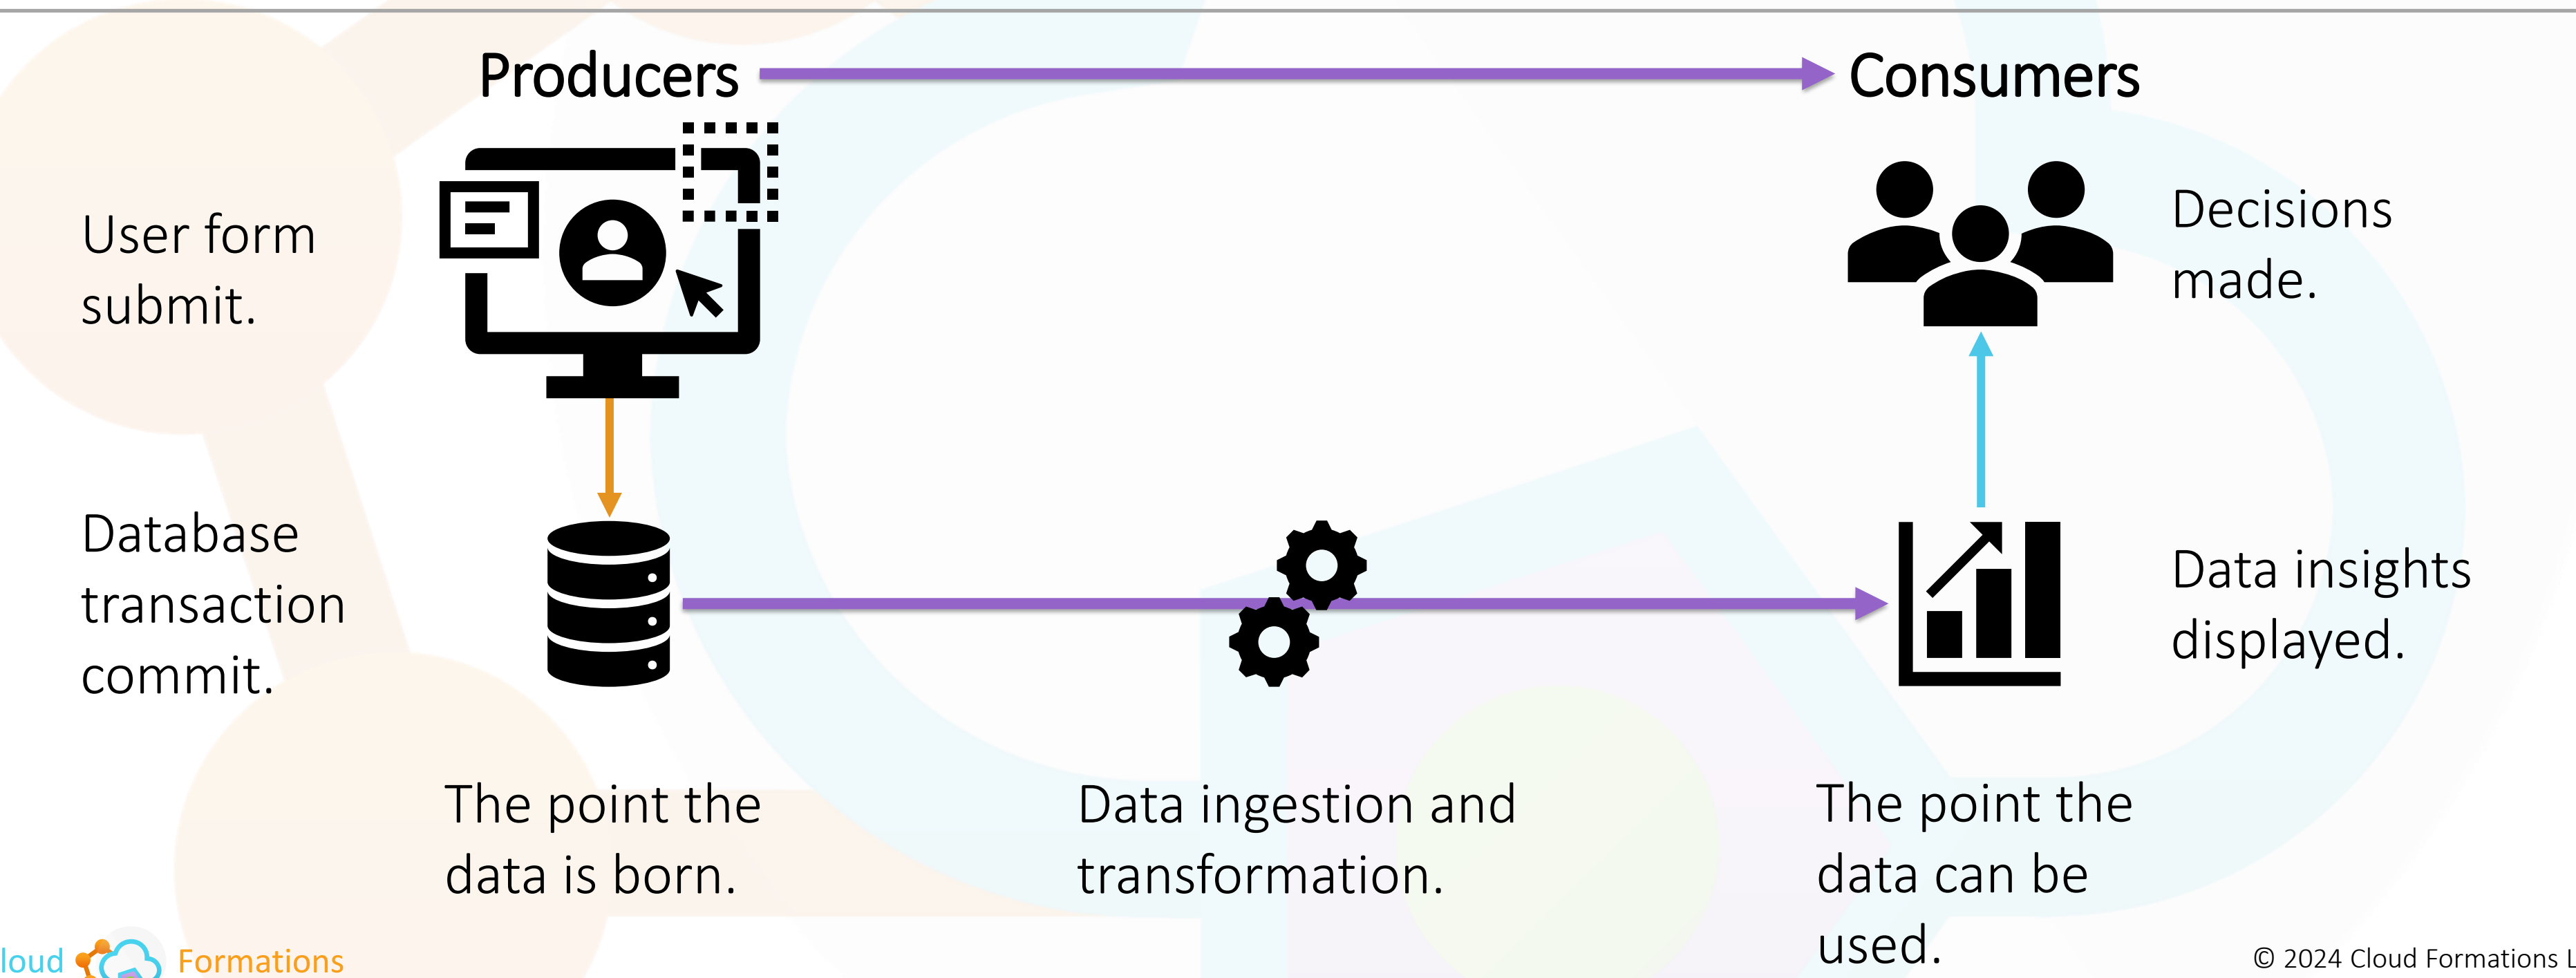 Producers
Consumers
User form
submit.
Decisions
made.
Database
transaction
commit.
Data insights
displayed.
The point the
data is born.
Data ingestion and
transformation.
The point the
data can be
used.
loud Formations
© 2024 Cloud Formations L